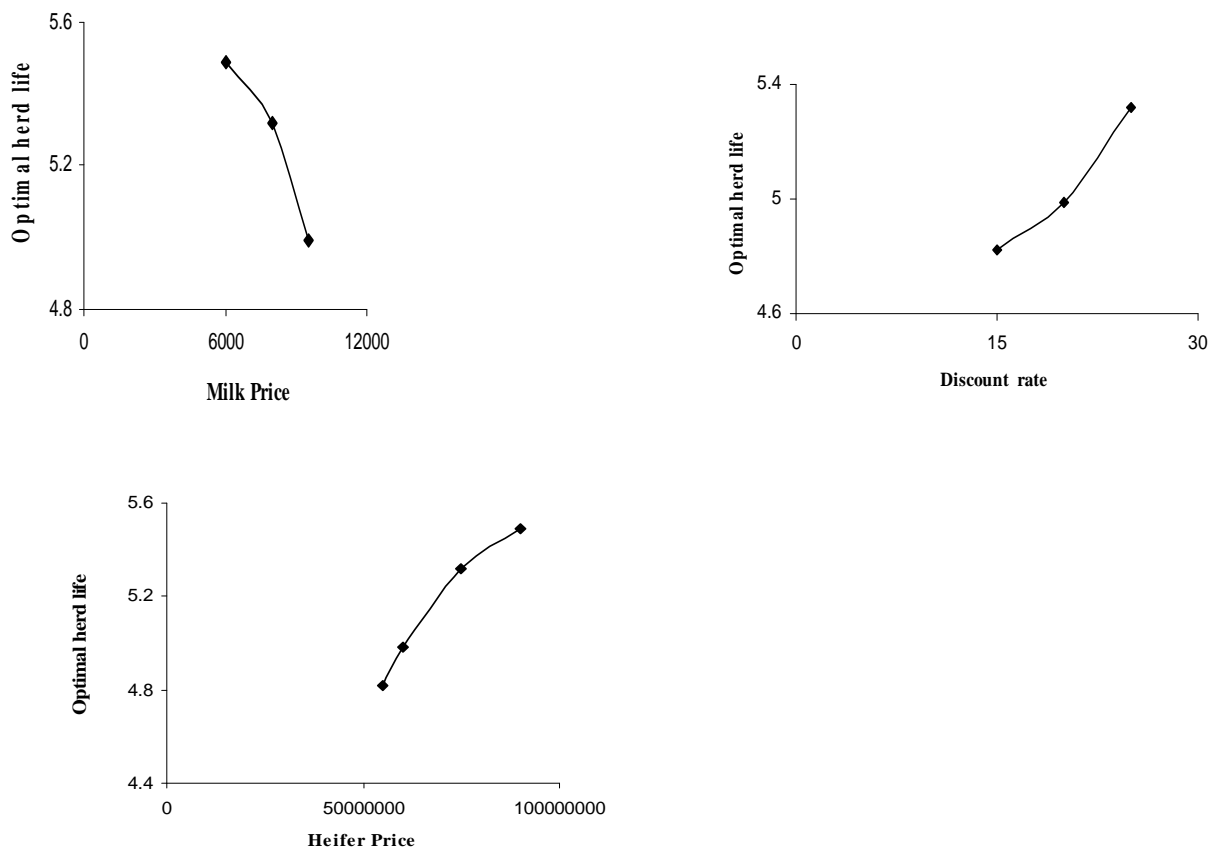 5.6
5.2
4.8
0 6000 12000
Optimal herd life
Milk Price
5.4
5
4.6
0 15 30
Optimal herd life
Discount rate
5.6
5.2
4.8
4.4
0 50000000 100000000
Optimal herd life
Heifer Price